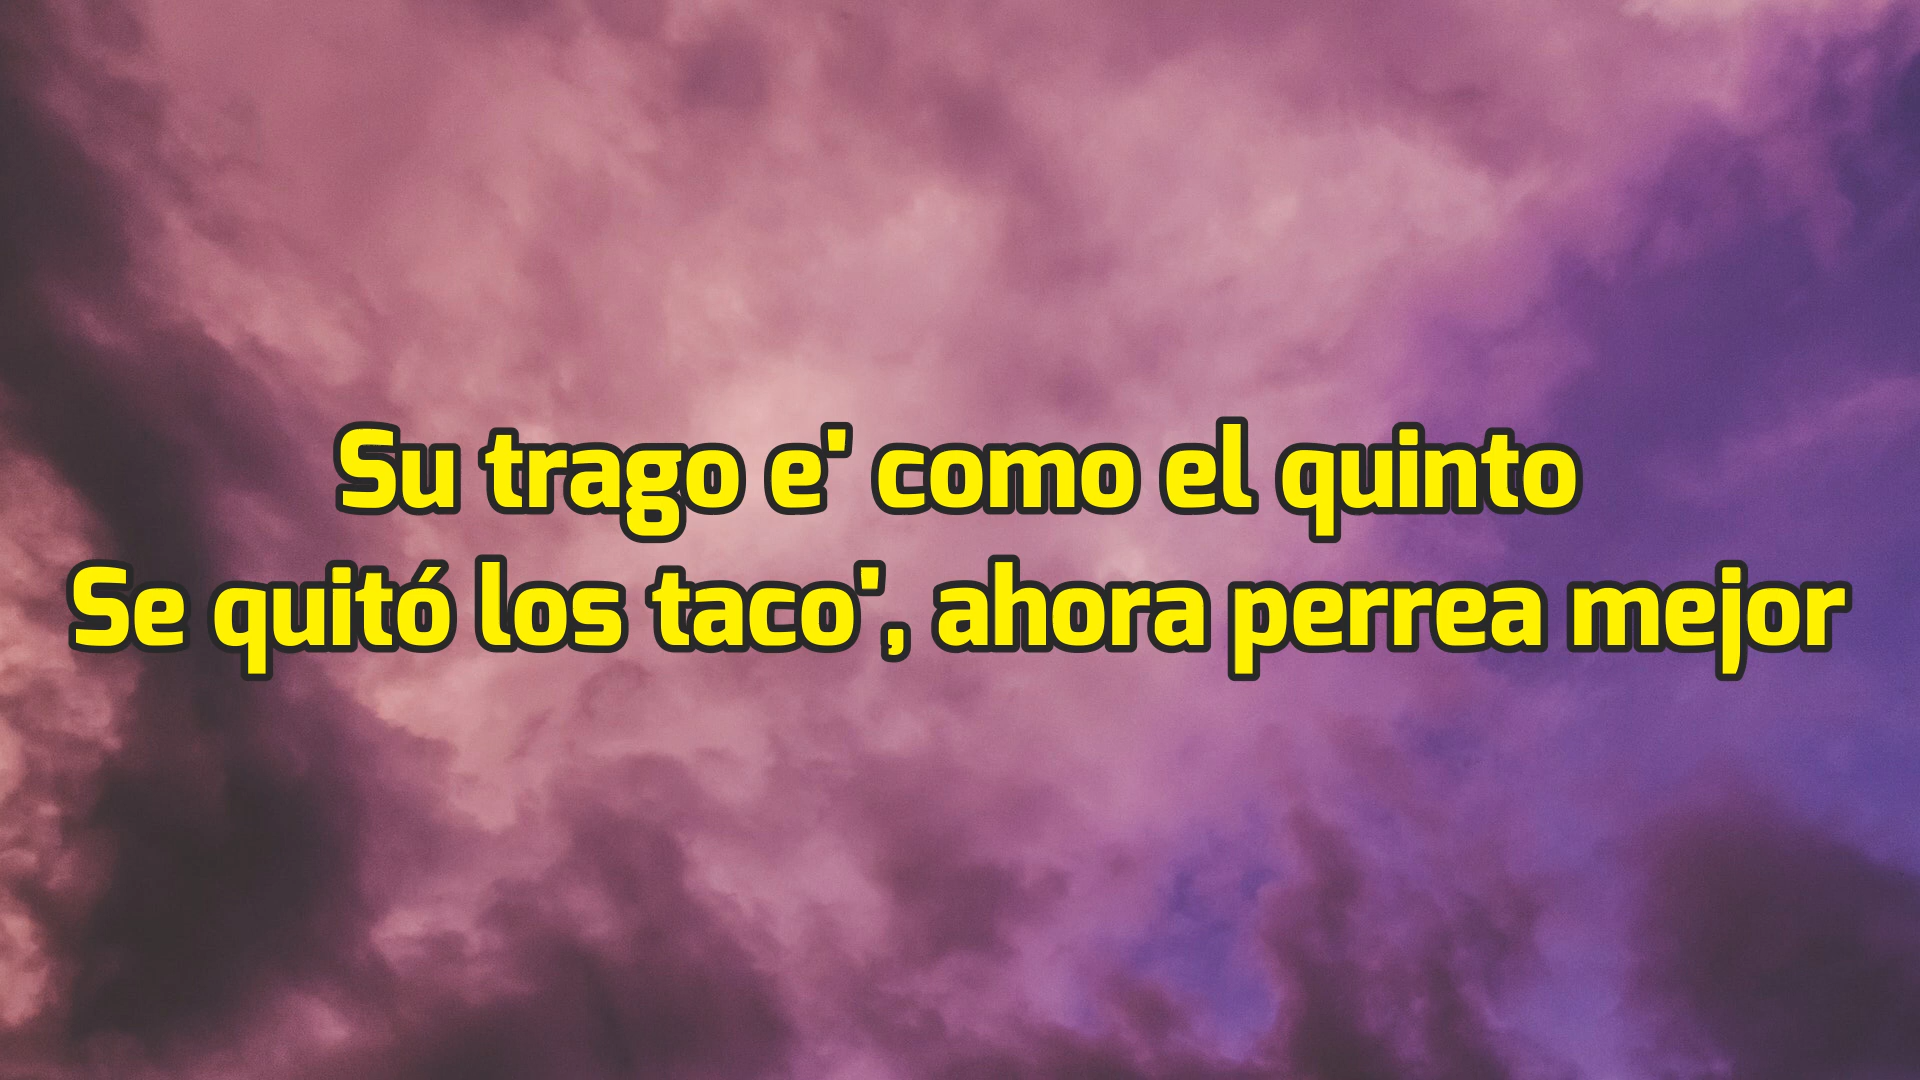 Su trago e' como el quinto
Se quitó los taco', ahora perrea mejor